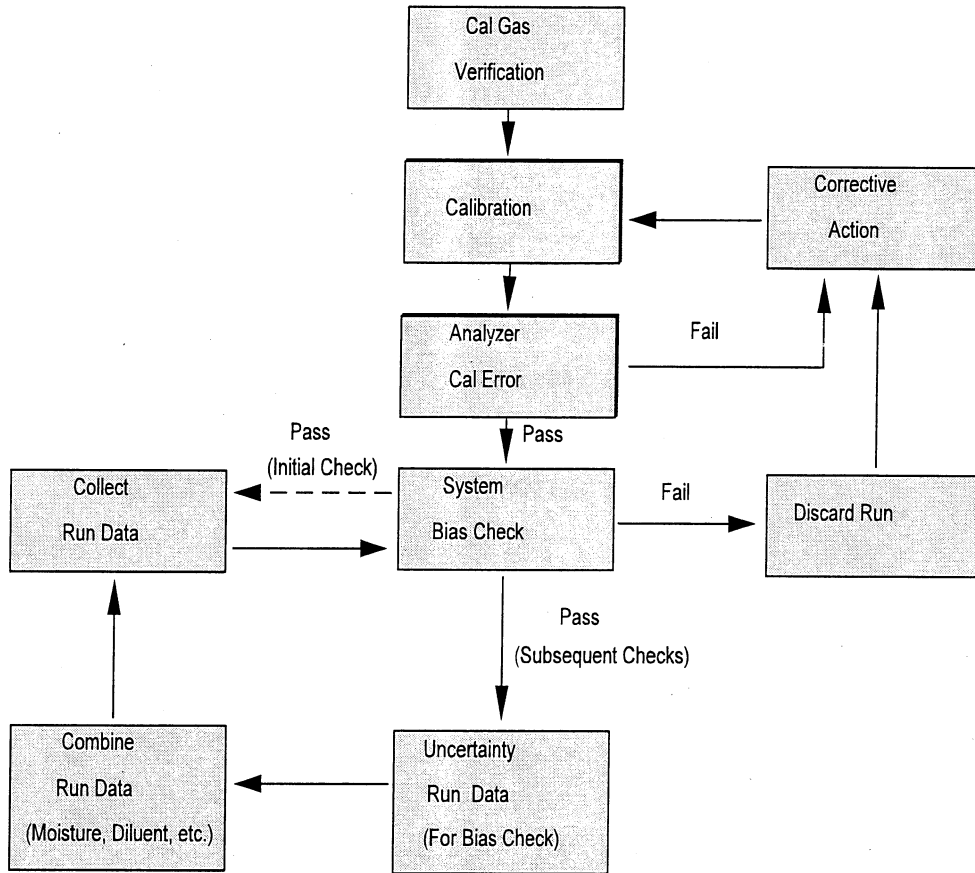 Cal Gas
Verification
Calibration
Corrective
Action
Analyzer
Cal Error
Fail
Pass
Pass
(Initial Check)
Collect
Run Data
System
Bias Check
Fail
Discard Run
Pass
(Subsequent Checks)
Combine
Run Data
(Moisture, Diluent, etc.)
Uncertainty
Run Data
(For Bias Check)